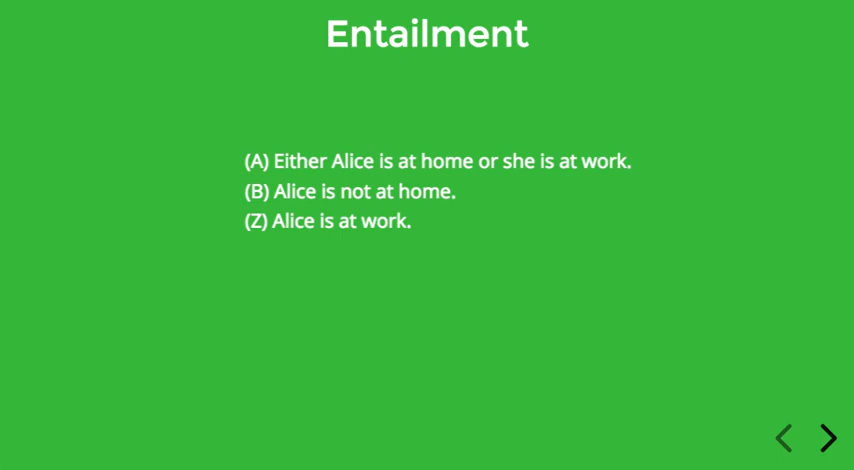 Entailment
(A) Either Alice is at home or she is at work.
(B) Alice is not at home.
(Z) Alice is at work.